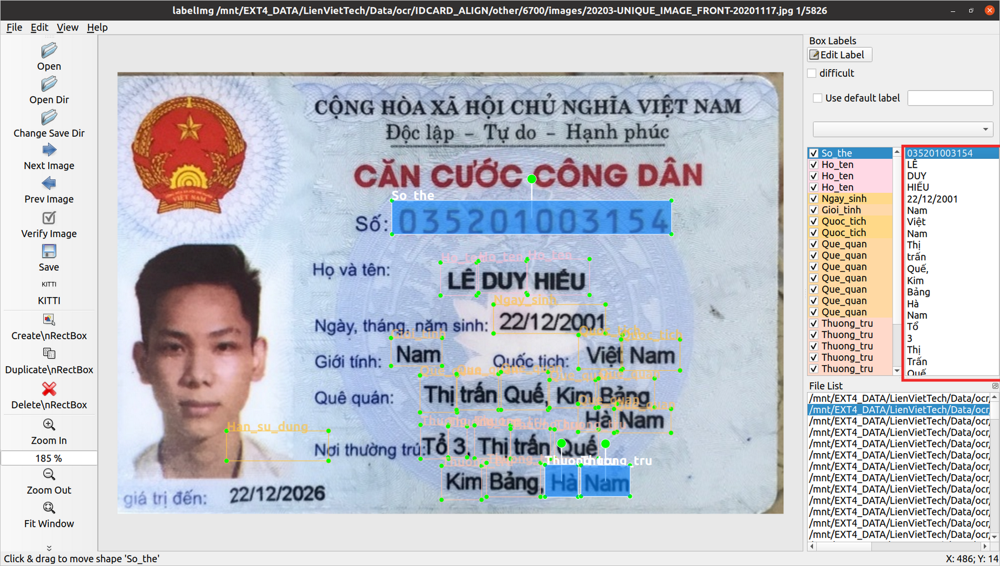 labelImg /mnt/EXT4_DATA/LienVietTech/Data/ocr/IDCARD_ALIGN/other/6700/images/20203-UNIQUE_IMAGE_FRONT-20201117.jpg 1/5826
File Edit View Help
Open
Open Dir
Change Save Dir
Next Image
Prev Image
Verify Image
Save
KITTI
KITTI
Create\nRectBox
Duplicate\nRectBox
Delete\nRectBox
Zoom In
185 %
Zoom Out
Fit Window
CỘNG HÒA XÃ HỘI CHỦ NGHĨA VIỆT NAM
Độc lập – Tự do – Hạnh phúc
CĂN CƯỚC CÔNG DÂN
VIỆT NAM
So_the
Số: 035201003154
Ho_ten Ho_ten Ho_ten
Họ và tên:
LÊ DUY HIẾU
Ngay_sinh
Ngày, tháng, năm sinh: 22/12/2001
Gioi_tinh Quoc_tich Quoc_tich
Giới tính: Nam Quốc tịch: Việt Nam
Que_quan Que_quan Que_quan Que_quan Que_quan
Quê quán: Thị trấn Quế, Kim Bảng
Que_quan Que_quan
Hà Nam
Han_su_dung
Thuong_tru
Nơi thường trú: Tổ 3, Thị trấn Quế
Thuong_tru Thuong_tru Thuong_tru Thuong_tru
Kim Bảng, Hà Nam
giá trị đến: 22/12/2026
Box Labels
Edit Label
difficult
Use default label
So_the
Ho_ten
Ho_ten
Ho_ten
Ngay_sinh
Gioi_tinh
Quoc_tich
Quoc_tich
Que_quan
Que_quan
Que_quan
Que_quan
Que_quan
Que_quan
Que_quan
Thuong_tru
Thuong_tru
Thuong_tru
Thuong_tru
Thuong_tru
035201003154
LÊ
DUY
HIẾU
22/12/2001
Nam
Việt
Nam
Thị
trấn
Quế,
Kim
Bảng
Hà
Nam
Tổ
3
Thị
Trấn
Quế
File List
/mnt/EXT4_DATA/LienVietTech/Data/ocr/
/mnt/EXT4_DATA/LienVietTech/Data/ocr/
/mnt/EXT4_DATA/LienVietTech/Data/ocr/
/mnt/EXT4_DATA/LienVietTech/Data/ocr/
/mnt/EXT4_DATA/LienVietTech/Data/ocr/
/mnt/EXT4_DATA/LienVietTech/Data/ocr/
/mnt/EXT4_DATA/LienVietTech/Data/ocr/
/mnt/EXT4_DATA/LienVietTech/Data/ocr/
/mnt/EXT4_DATA/LienVietTech/Data/ocr/
/mnt/EXT4_DATA/LienVietTech/Data/ocr/
/mnt/EXT4_DATA/LienVietTech/Data/ocr/
/mnt/EXT4_DATA/LienVietTech/Data/ocr/
/mnt/EXT4_DATA/LienVietTech/Data/ocr/
Click & drag to move shape 'So_the'
X: 486; Y: 14